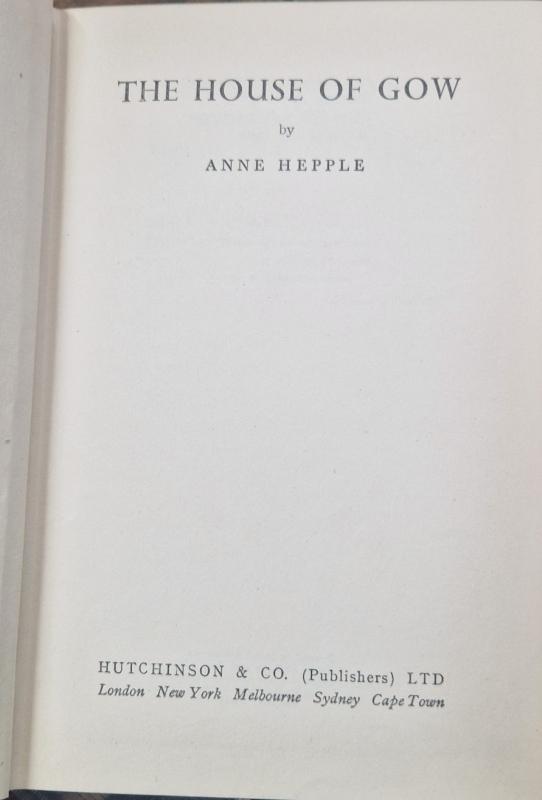 THE HOUSE OF GOW
by
ANNE HEPPLE
HUTCHINSON & CO. (Publishers) LTD
London New York Melbourne Sydney Cape Town